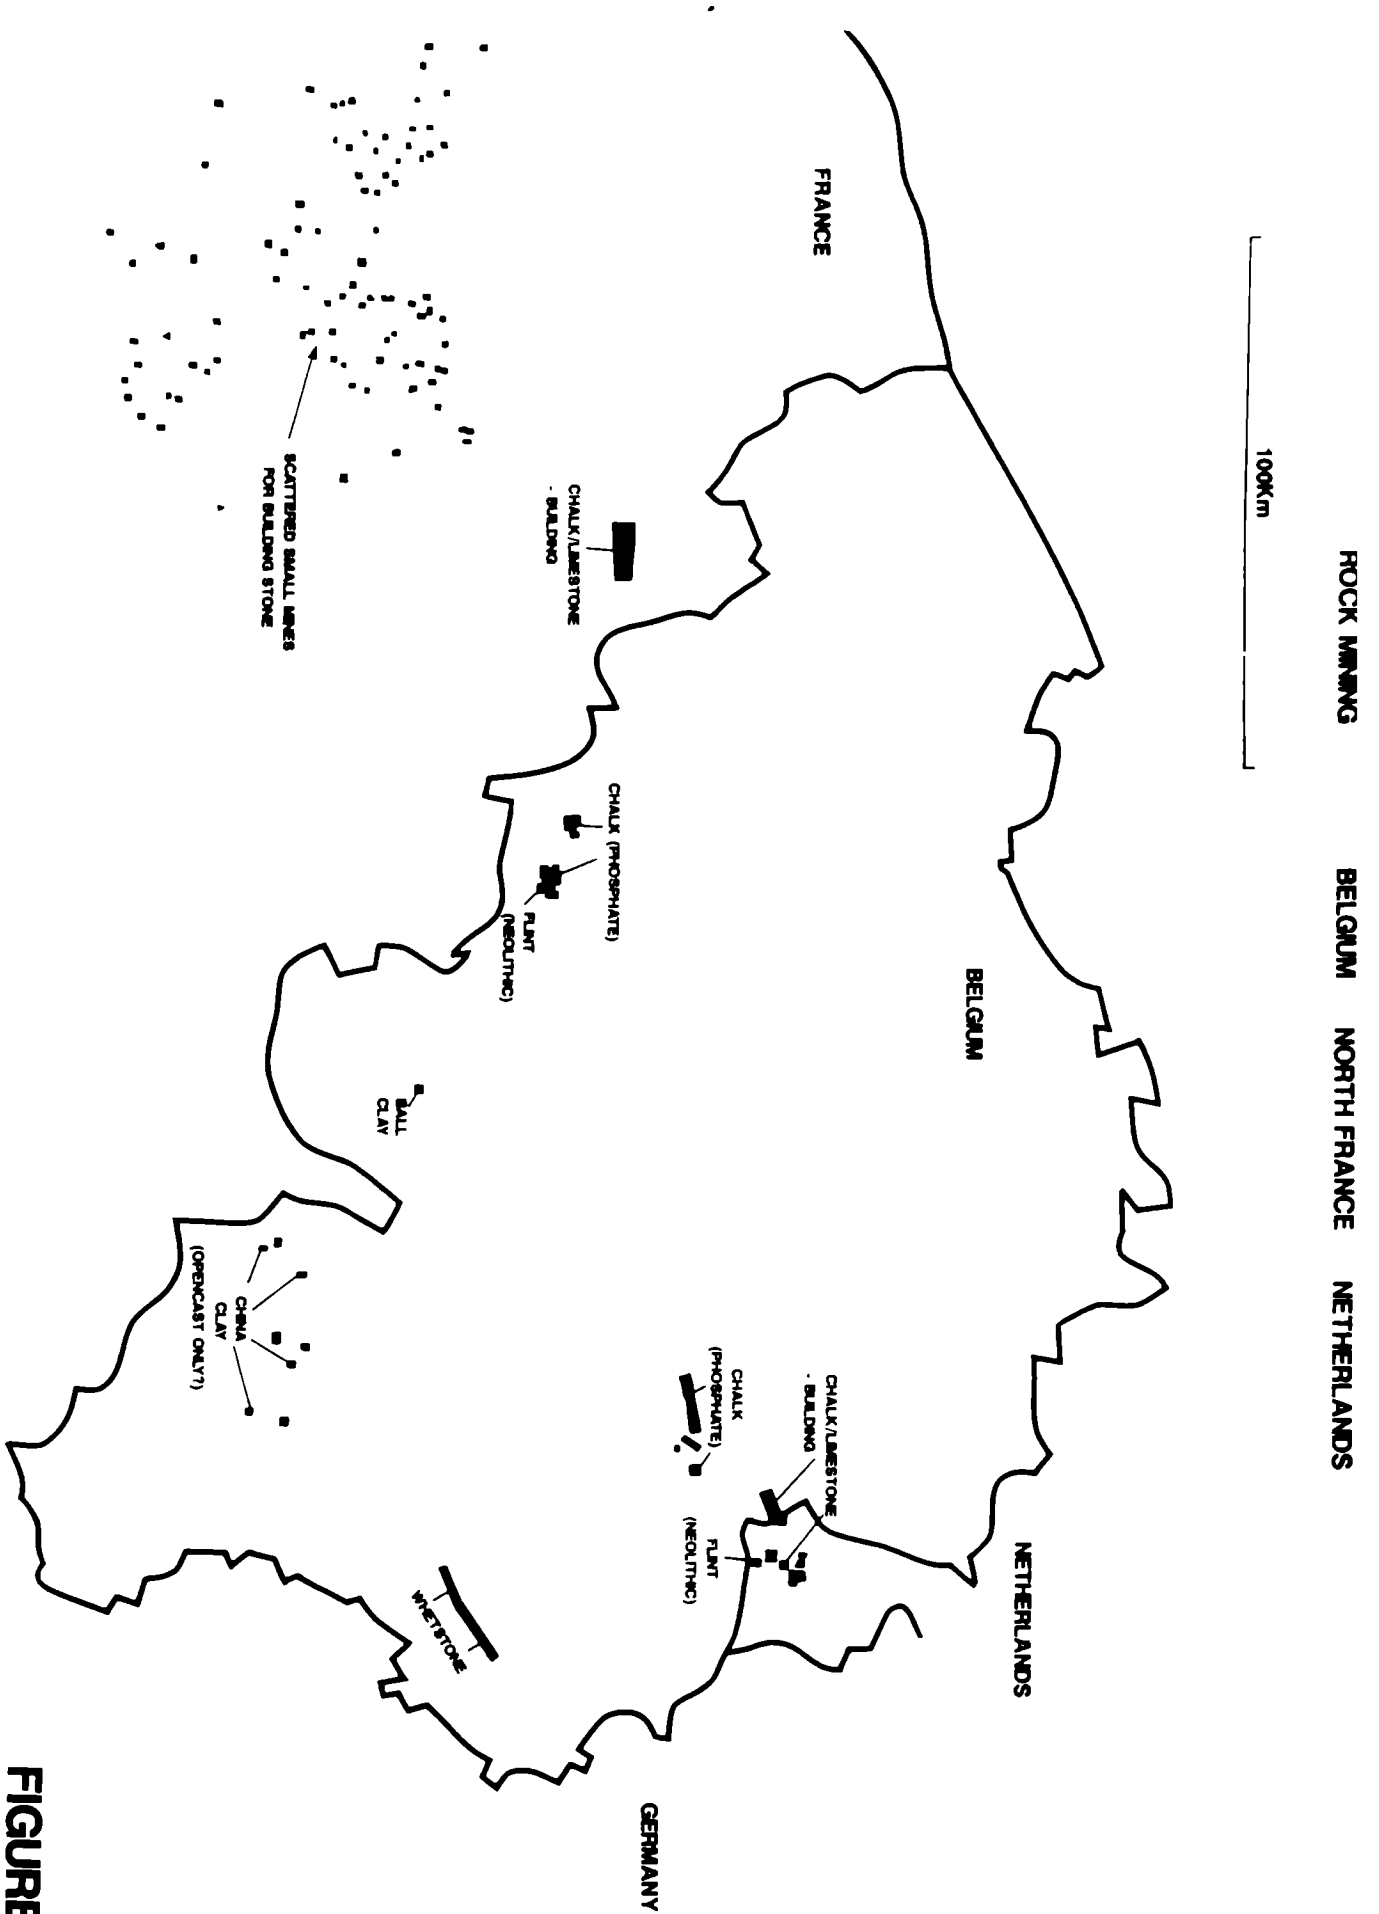 ROCK MINING BELGIUM NORTH FRANCE NETHERLANDS
100Km
FRANCE
BELGIUM
NETHERLANDS
GERMANY
SCATTERED SMALL MINES
FOR BUILDING STONE
CHALK/LIMESTONE
- BUILDING
CHALK (PHOSPHATE)
FLINT
(NEOLITHIC)
BALL
CLAY
CHINA
CLAY
(OPENCAST ONLY?)
CHALK
(PHOSPHATE)
CHALK/LIMESTONE
- BUILDING
FLINT
(NEOLITHIC)
WHETSTONE
FIGURE